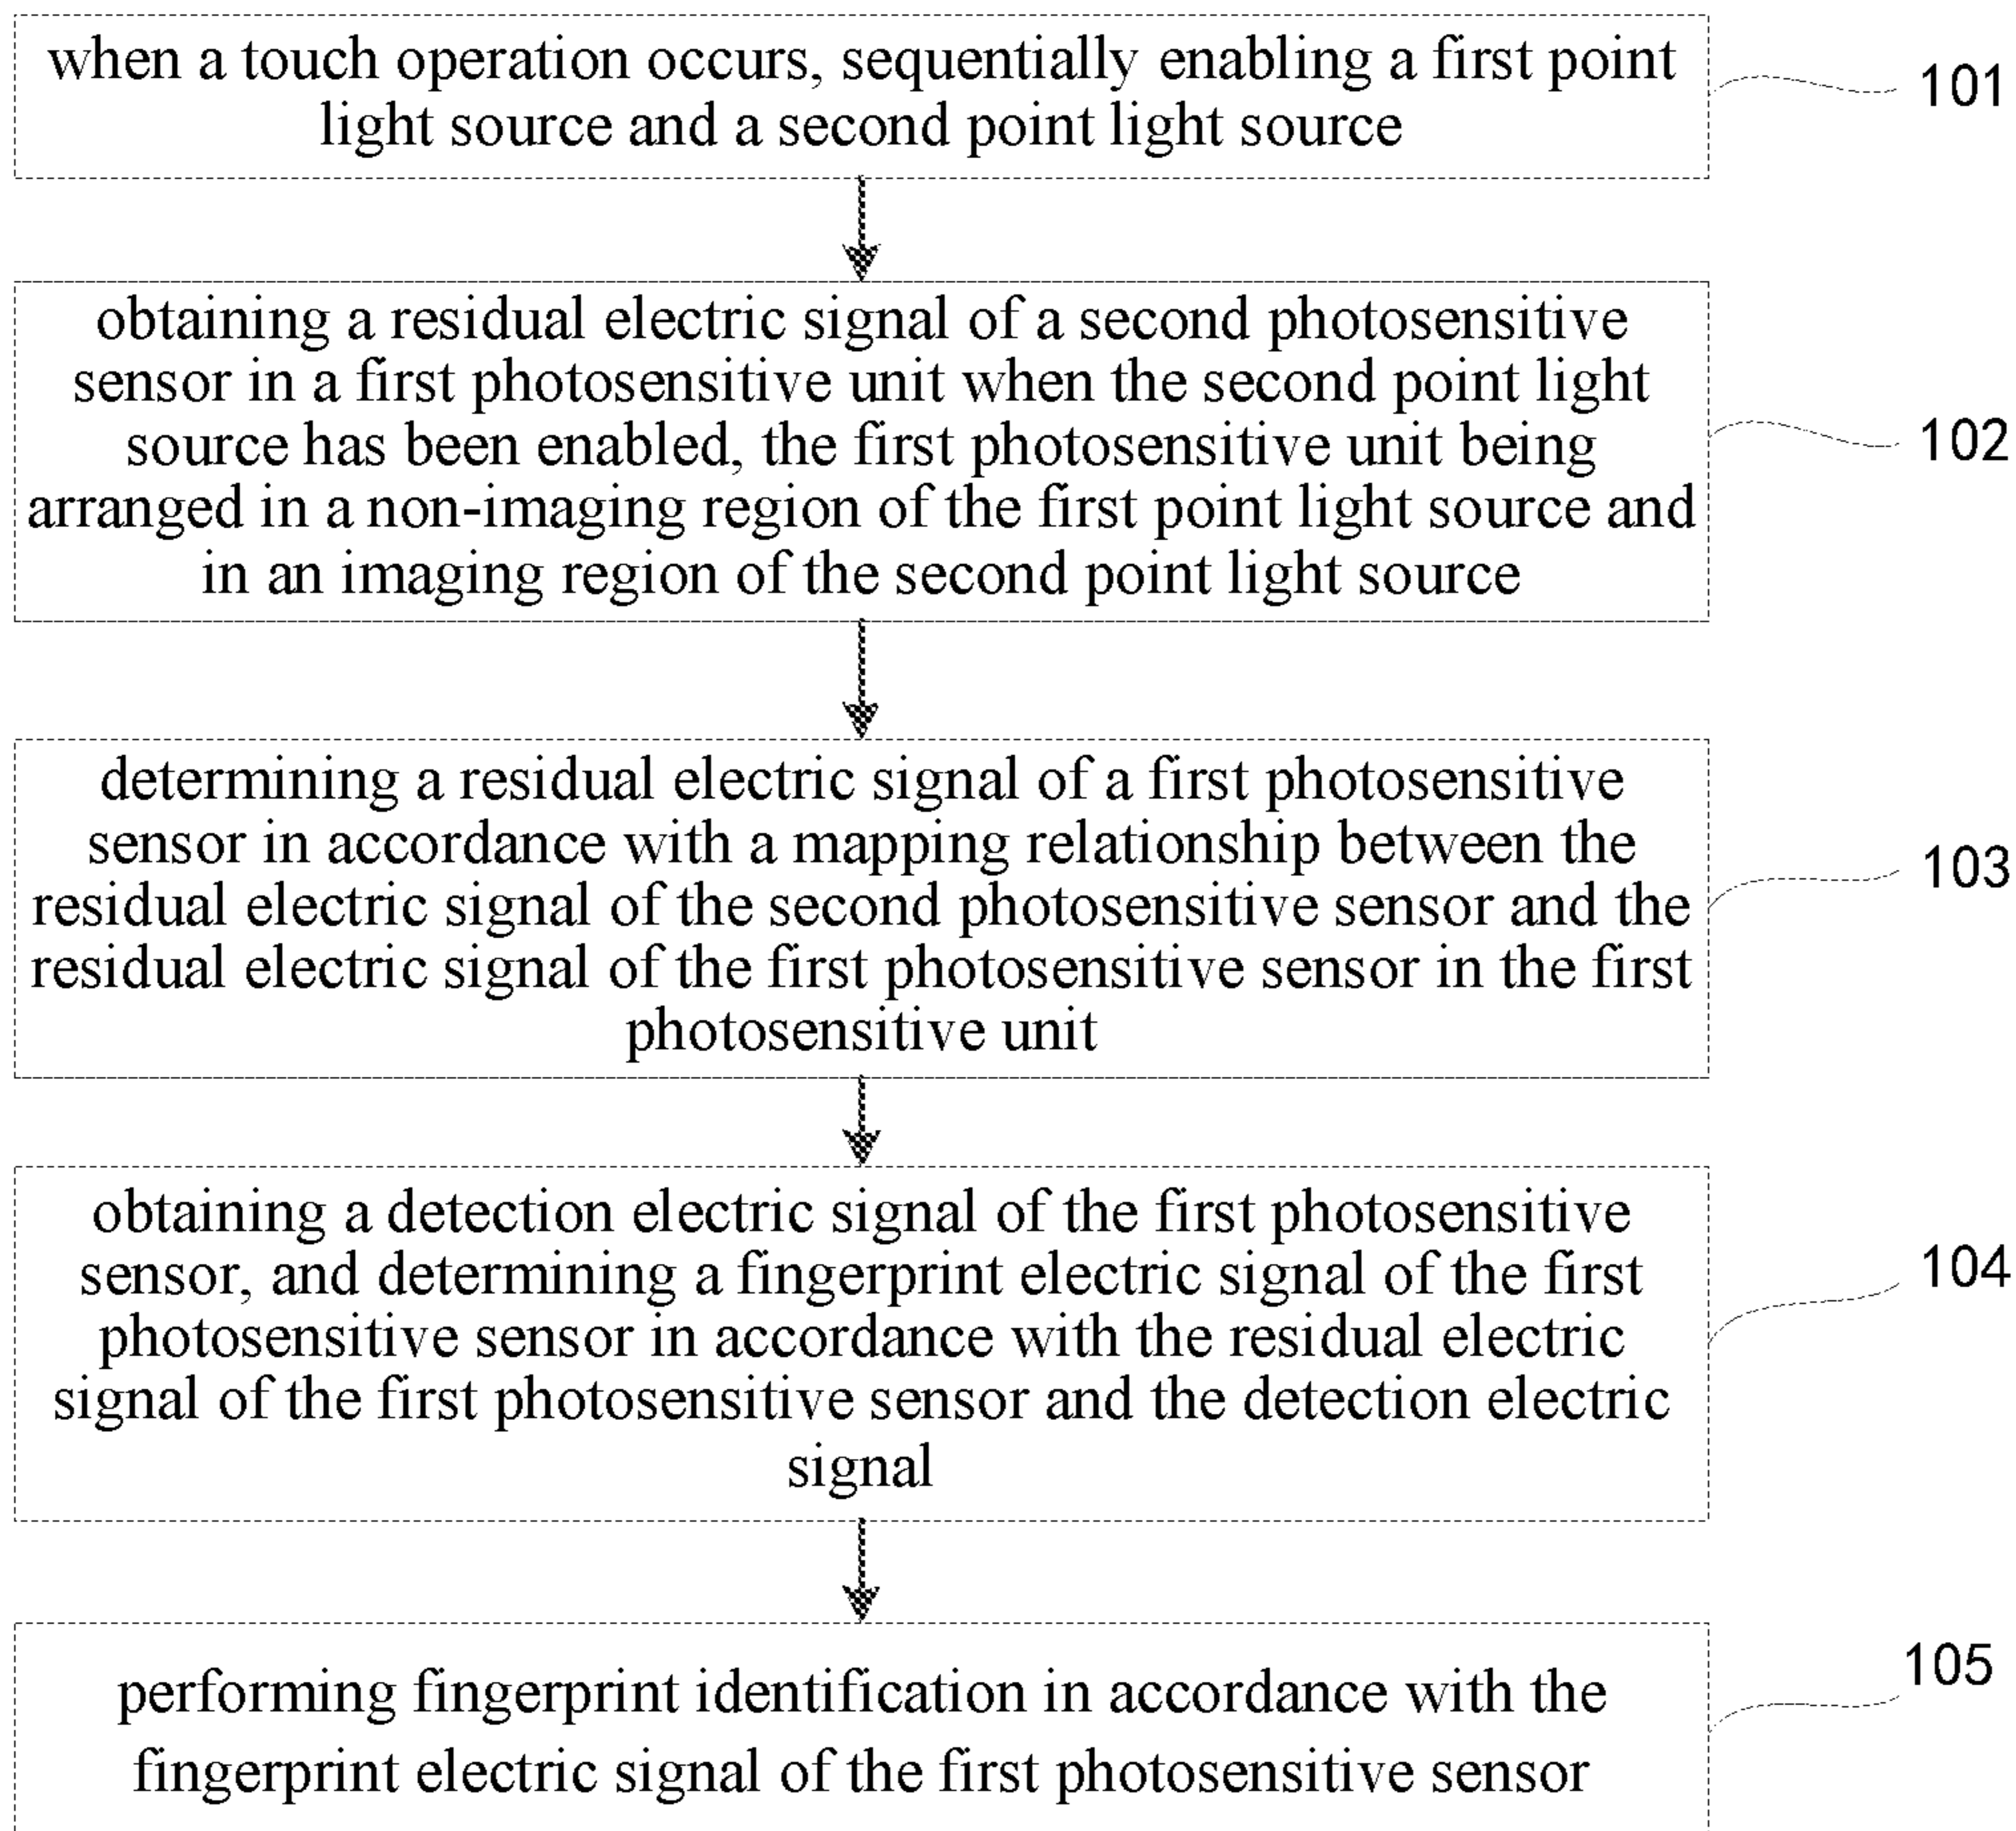 when a touch operation occurs, sequentially enabling a first point
light source and a second point light source
101
obtaining a residual electric signal of a second photosensitive
sensor in a first photosensitive unit when the second point light
source has been enabled, the first photosensitive unit being
arranged in a non-imaging region of the first point light source and
in an imaging region of the second point light source
102
determining a residual electric signal of a first photosensitive
sensor in accordance with a mapping relationship between the
residual electric signal of the second photosensitive sensor and the
residual electric signal of the first photosensitive sensor in the first
photosensitive unit
103
obtaining a detection electric signal of the first photosensitive
sensor, and determining a fingerprint electric signal of the first
photosensitive sensor in accordance with the residual electric
signal of the first photosensitive sensor and the detection electric
signal
104
performing fingerprint identification in accordance with the
fingerprint electric signal of the first photosensitive sensor
105